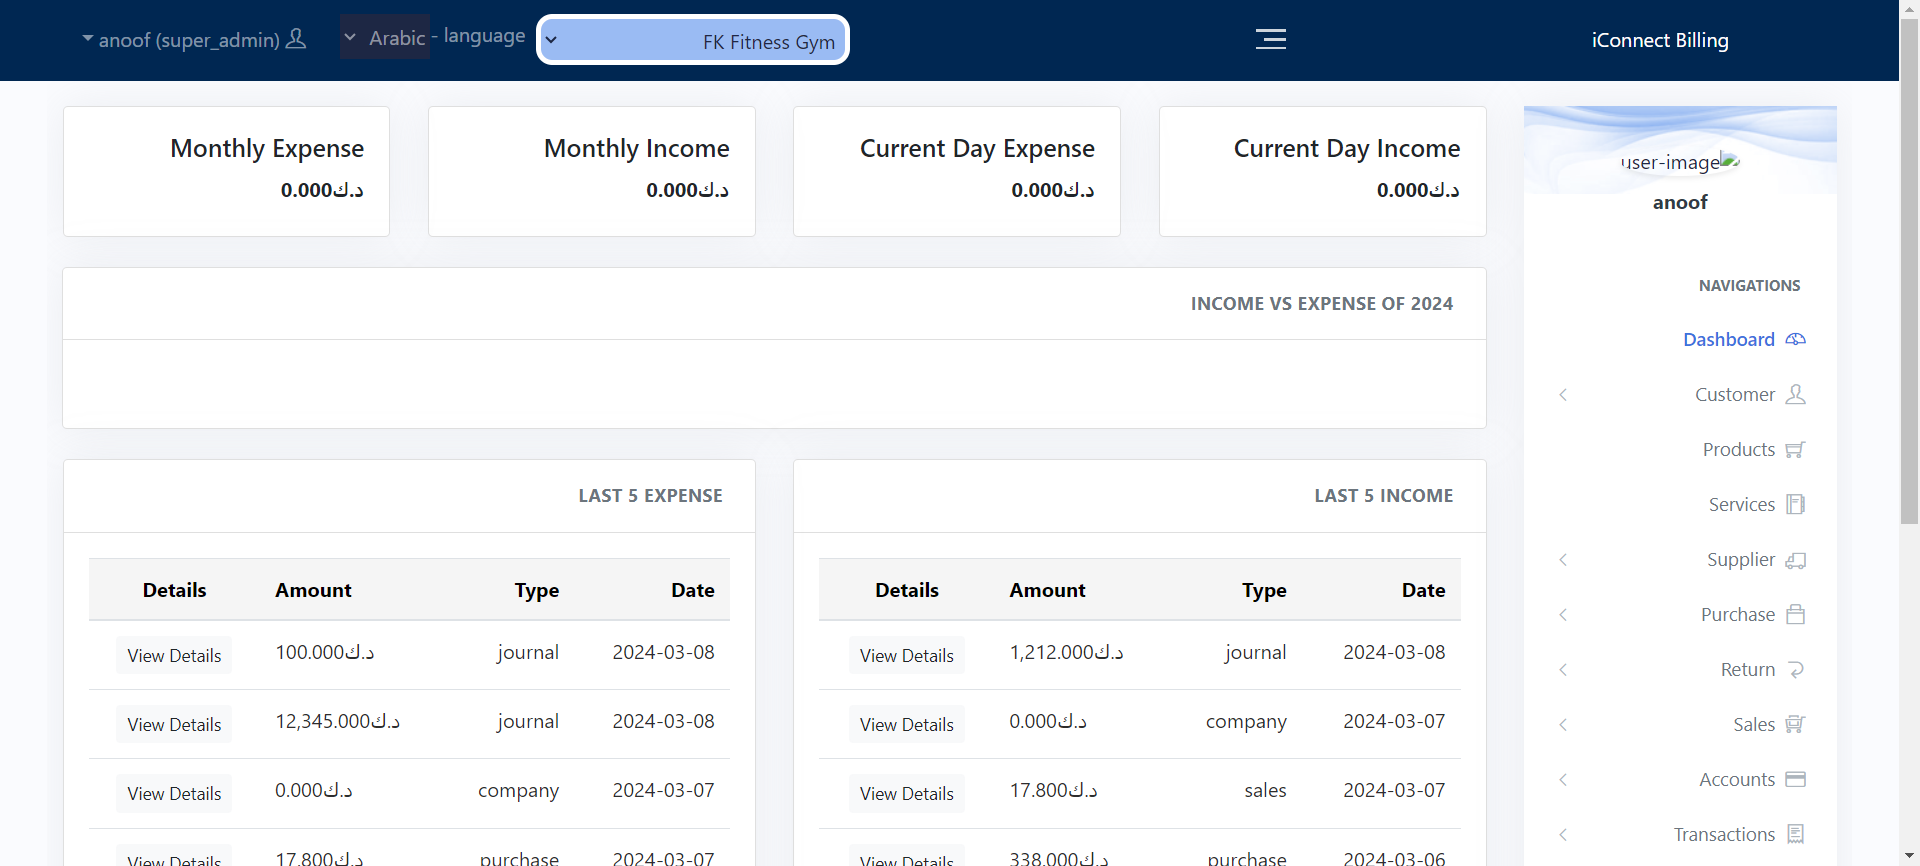 iConnect Billing
FK Fitness Gym
Arabic - language
anoof (super_admin)
Monthly Expense
0.000د.ك
Monthly Income
0.000د.ك
Current Day Expense
0.000د.ك
Current Day Income
0.000د.ك
INCOME VS EXPENSE OF 2024
LAST 5 EXPENSE
Details Amount Type Date
View Details 100.000د.ك journal 2024-03-08
View Details 12,345.000د.ك journal 2024-03-08
View Details 0.000د.ك company 2024-03-07
View Details 17.800د.ك purchase 2024-03-07
LAST 5 INCOME
Details Amount Type Date
View Details 1,212.000د.ك journal 2024-03-08
View Details 0.000د.ك company 2024-03-07
View Details 17.800د.ك sales 2024-03-07
View Details 338.000د.ك purchase 2024-03-06
user-image
anoof
NAVIGATIONS
Dashboard
Customer
Products
Services
Supplier
Purchase
Return
Sales
Accounts
Transactions